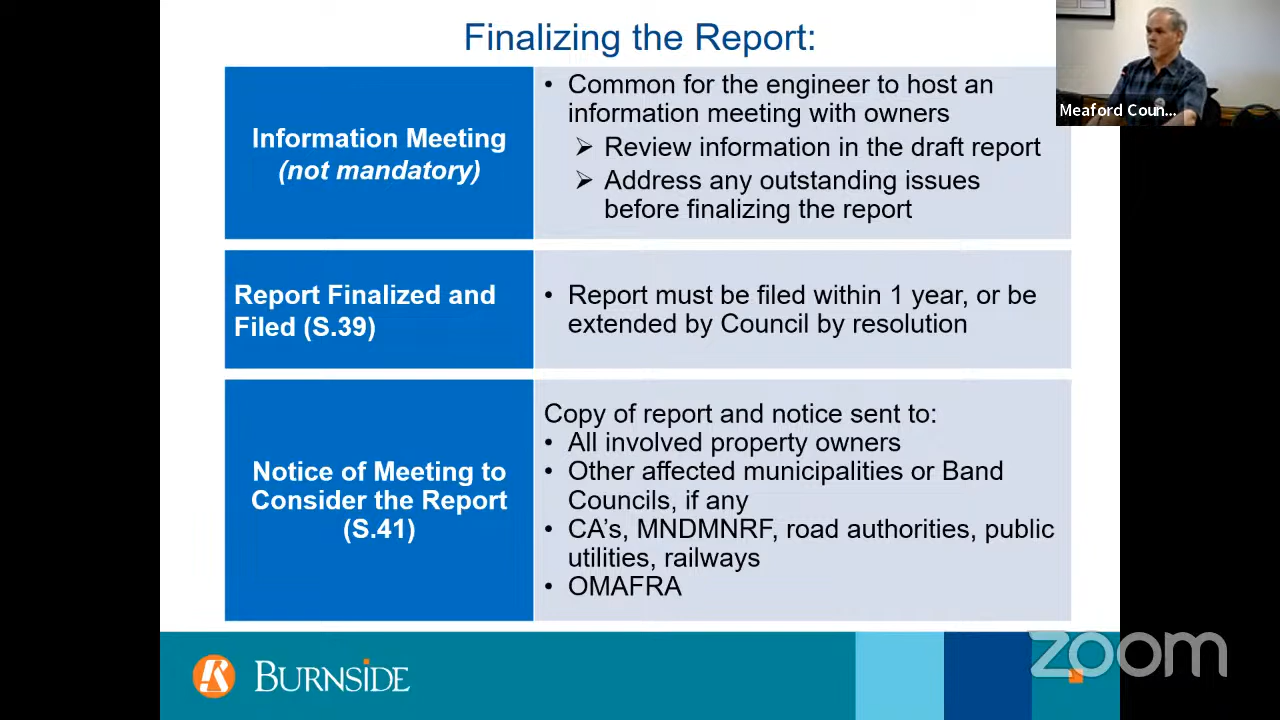 Finalizing the Report:
Meaford Coun...
Information Meeting
(not mandatory)
• Common for the engineer to host an
information meeting with owners
➢ Review information in the draft report
➢ Address any outstanding issues
before finalizing the report
Report Finalized and
Filed (S.39)
• Report must be filed within 1 year, or be
extended by Council by resolution
Notice of Meeting to
Consider the Report
(S.41)
Copy of report and notice sent to:
• All involved property owners
• Other affected municipalities or Band
Councils, if any
• CA’s, MNDMNRF, road authorities, public
utilities, railways
• OMAFRA
BURNSIDE
zoom